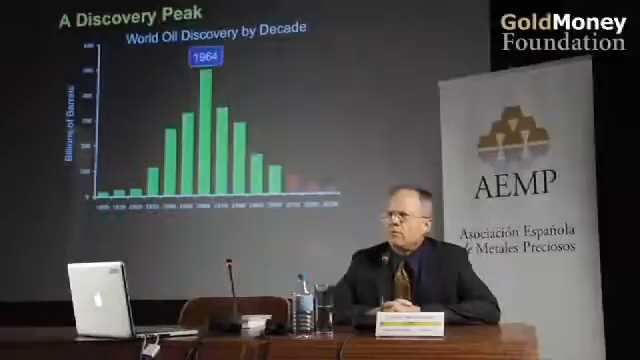 A Discovery Peak
World Oil Discovery by Decade
1964
Billions of Barrels
GoldMoney
Foundation
AEMP
Asociación Española
de Metales Preciosos